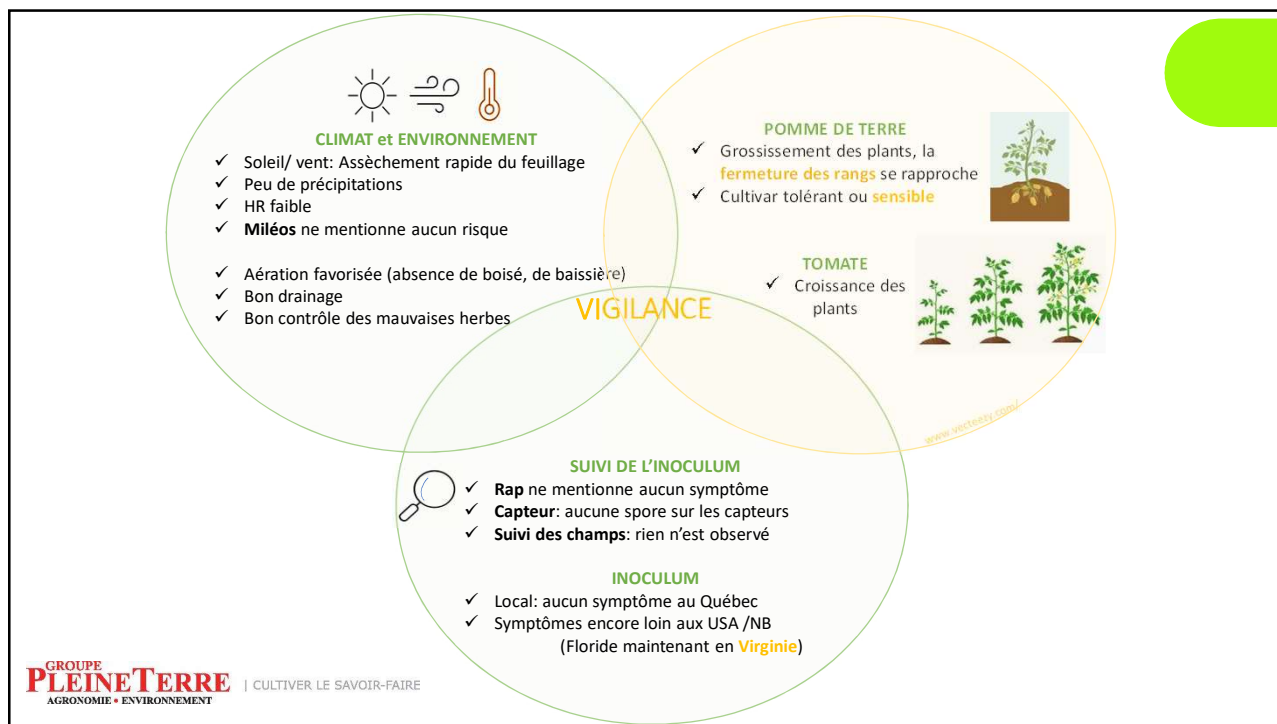 CLIMAT et ENVIRONNEMENT
✓ Soleil/ vent: Assèchement rapide du feuillage
✓ Peu de précipitations
✓ HR faible
✓ Miléos ne mentionne aucun risque
✓ Aération favorisée (absence de boisé, de baissière)
✓ Bon drainage
✓ Bon contrôle des mauvaises herbes
POMME DE TERRE
✓ Grossissement des plants, la
fermeture des rangs se rapproche
✓ Cultivar tolérant ou sensible
TOMATE
✓ Croissance des
plants
VIGILANCE
www.vecteezy.com/
SUIVI DE L’INOCULUM
✓ Rap ne mentionne aucun symptôme
✓ Capteur: aucune spore sur les capteurs
✓ Suivi des champs: rien n’est observé
INOCULUM
✓ Local: aucun symptôme au Québec
✓ Symptômes encore loin aux USA /NB
(Floride maintenant en Virginie)
GROUPE
PLEINETERRE | CULTIVER LE SAVOIR-FAIRE
AGRONOMIE • ENVIRONNEMENT